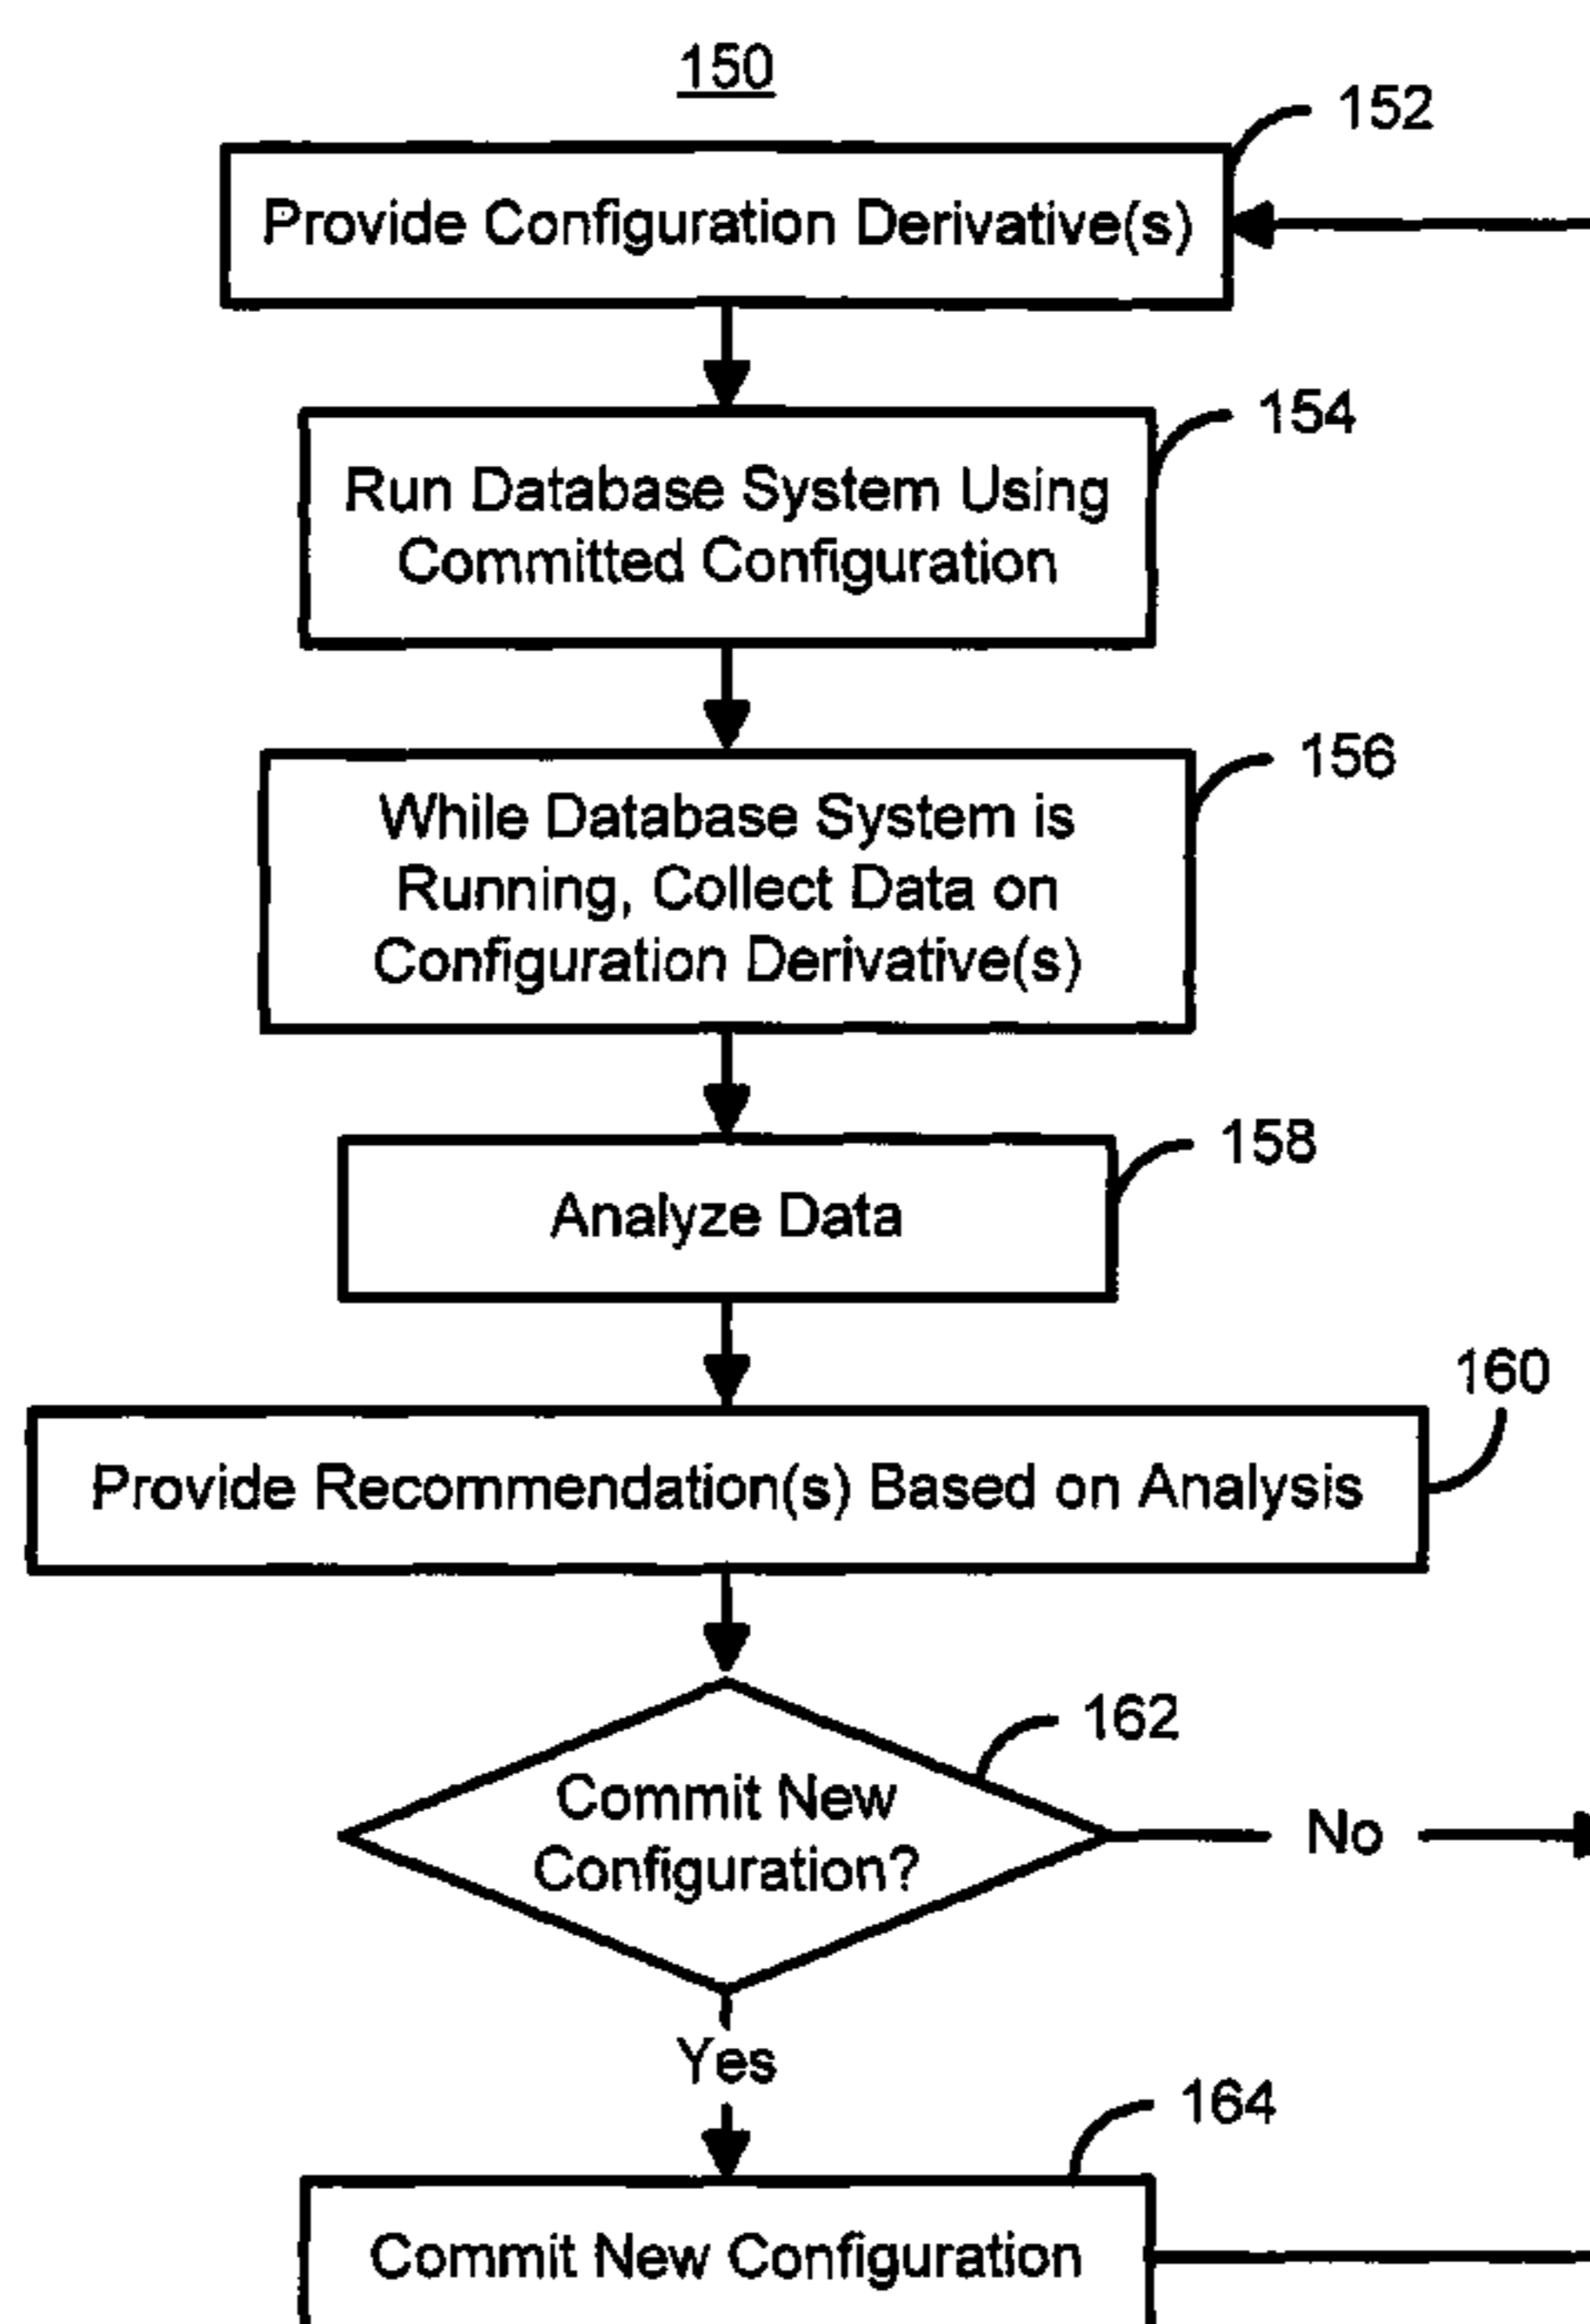 150
152
Provide Configuration Derivative(s)
154
Run Database System Using
Committed Configuration
156
While Database System is
Running, Collect Data on
Configuration Derivative(s)
158
Analyze Data
160
Provide Recommendation(s) Based on Analysis
162
Commit New
Configuration?
No
Yes
164
Commit New Configuration